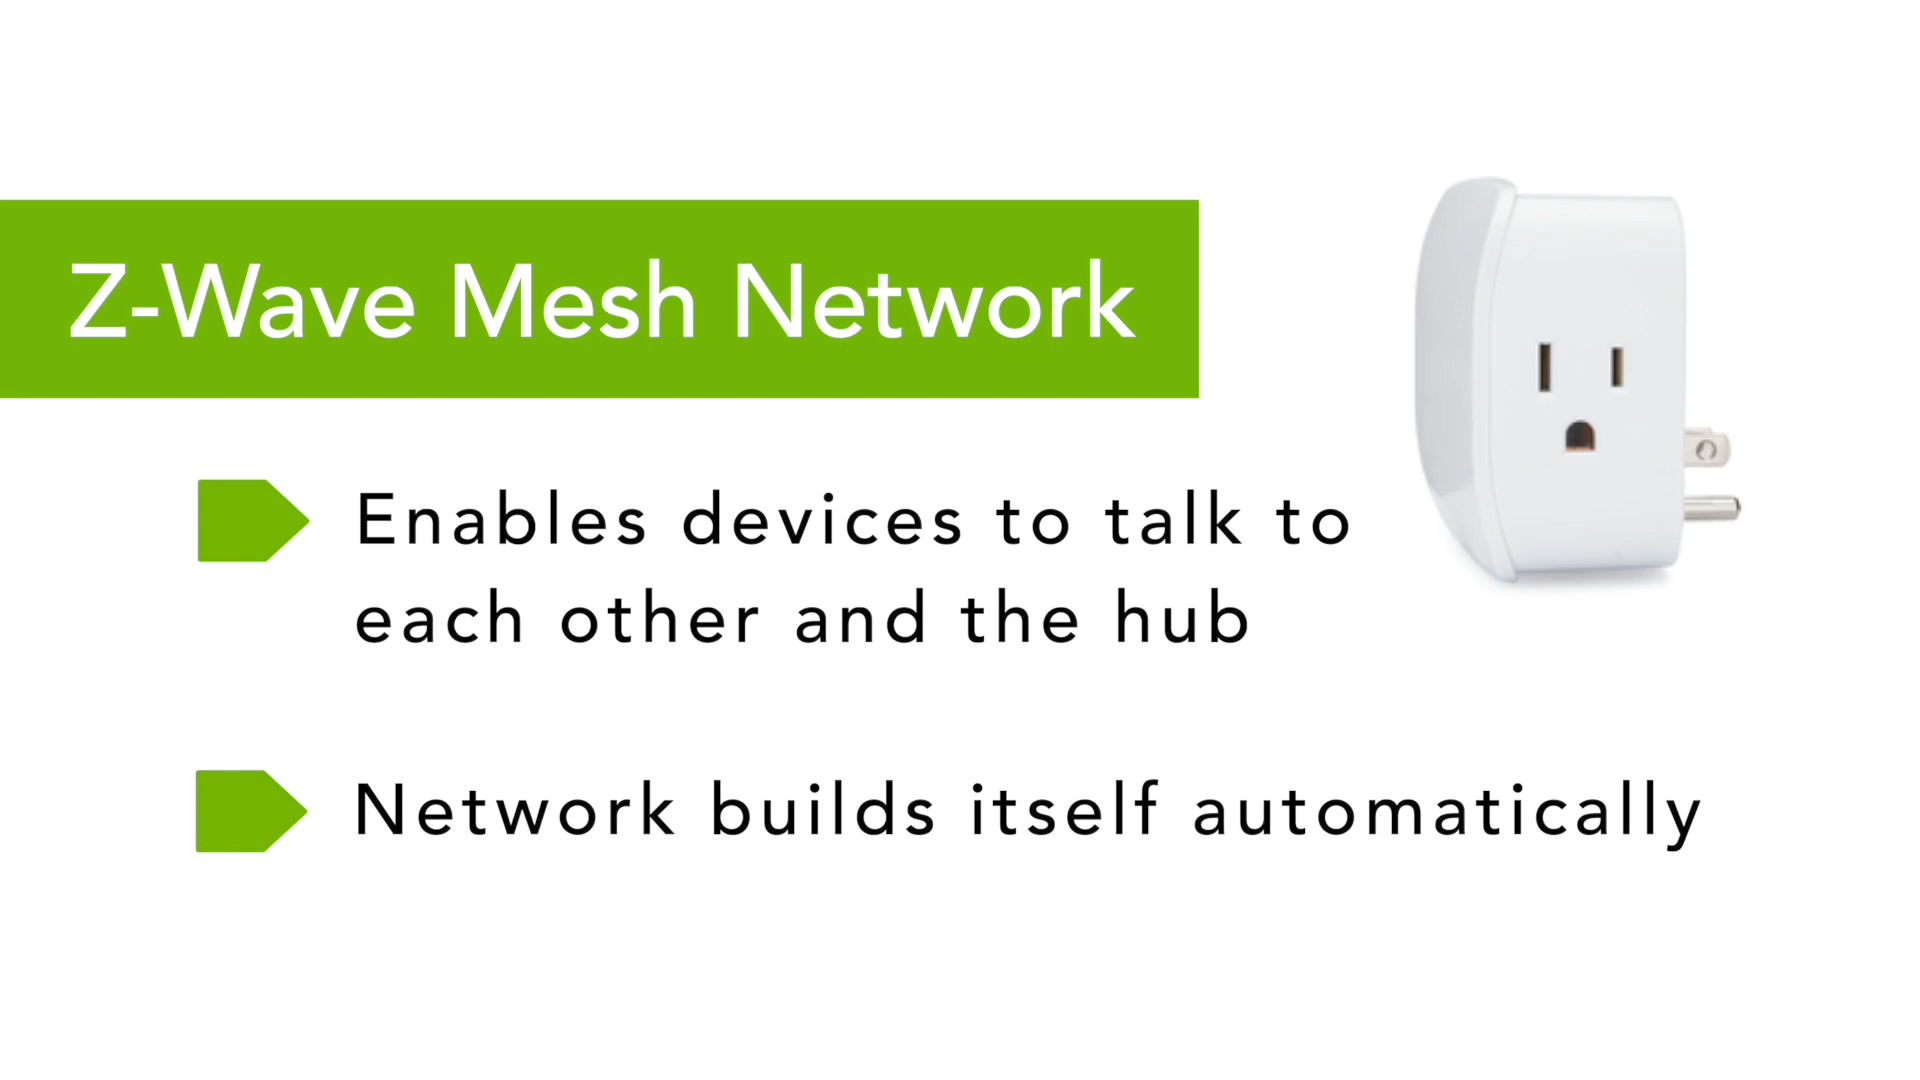 Z-Wave Mesh Network
Enables devices to talk to
each other and the hub
Network builds itself automatically